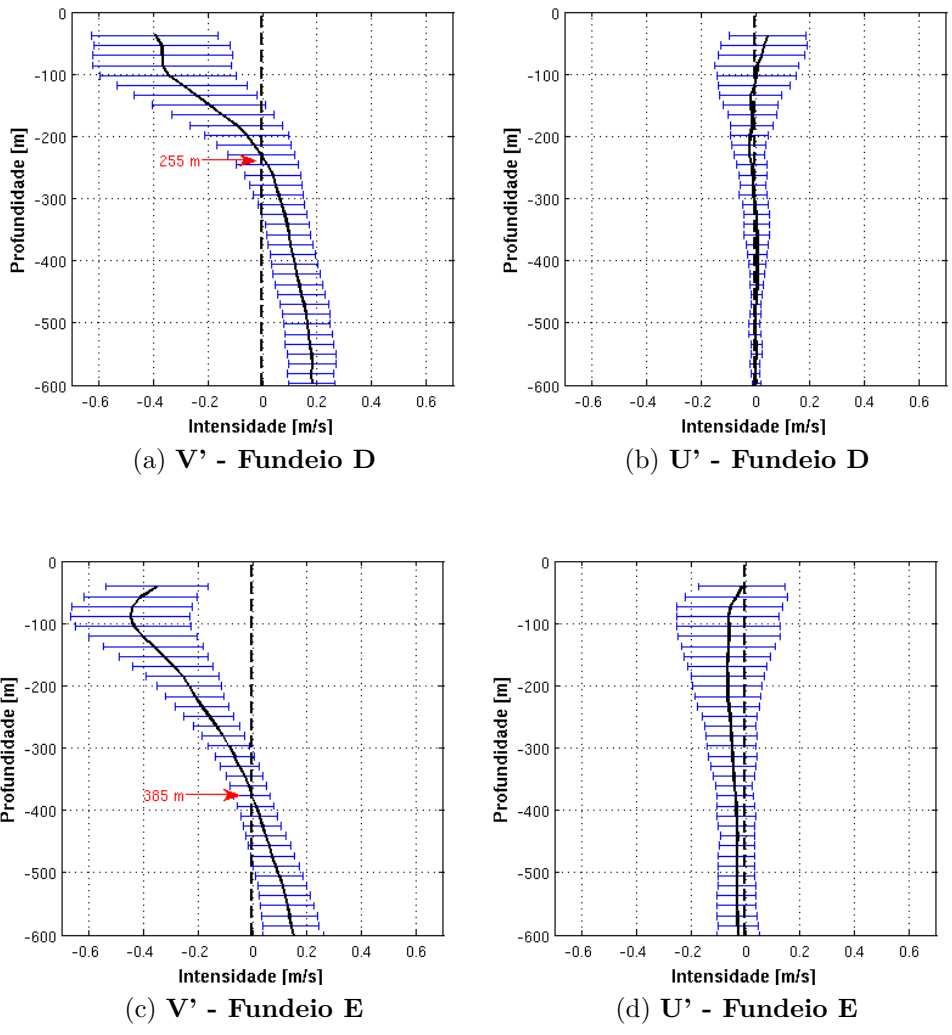 0
-100
-200
-300
-400
-500
-600
Profundidade [m]
255 m
-0.6 -0.4 -0.2 0 0.2 0.4 0.6
Intensidade [m/s]
(a) V' - Fundeio D
0
-100
-200
-300
-400
-500
-600
Profundidade [m]
-0.6 -0.4 -0.2 0 0.2 0.4 0.6
Intensidade [m/s]
(b) U' - Fundeio D
0
-100
-200
-300
-400
-500
-600
Profundidade [m]
385 m
-0.6 -0.4 -0.2 0 0.2 0.4 0.6
Intensidade [m/s]
(c) V' - Fundeio E
0
-100
-200
-300
-400
-500
-600
Profundidade [m]
-0.6 -0.4 -0.2 0 0.2 0.4 0.6
Intensidade [m/s]
(d) U' - Fundeio E